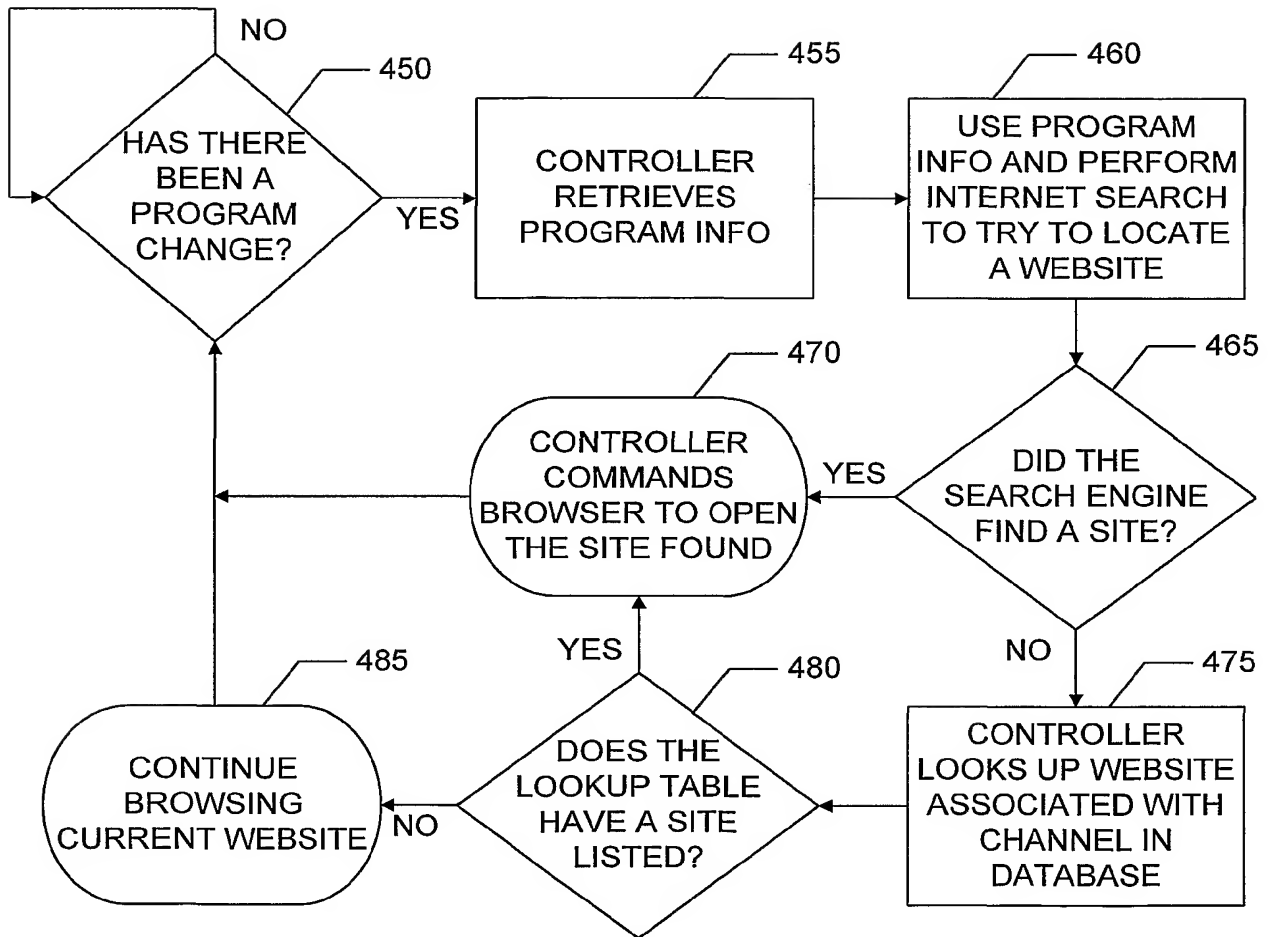 NO
450
HAS THERE
BEEN A
PROGRAM
CHANGE?
YES
455
CONTROLLER
RETRIEVES
PROGRAM INFO
460
USE PROGRAM
INFO AND PERFORM
INTERNET SEARCH
TO TRY TO LOCATE
A WEBSITE
465
DID THE
SEARCH ENGINE
FIND A SITE?
YES
470
CONTROLLER
COMMANDS
BROWSER TO OPEN
THE SITE FOUND
NO
475
CONTROLLER
LOOKS UP WEBSITE
ASSOCIATED WITH
CHANNEL IN
DATABASE
YES
480
DOES THE
LOOKUP TABLE
HAVE A SITE
LISTED?
NO
485
CONTINUE
BROWSING
CURRENT WEBSITE